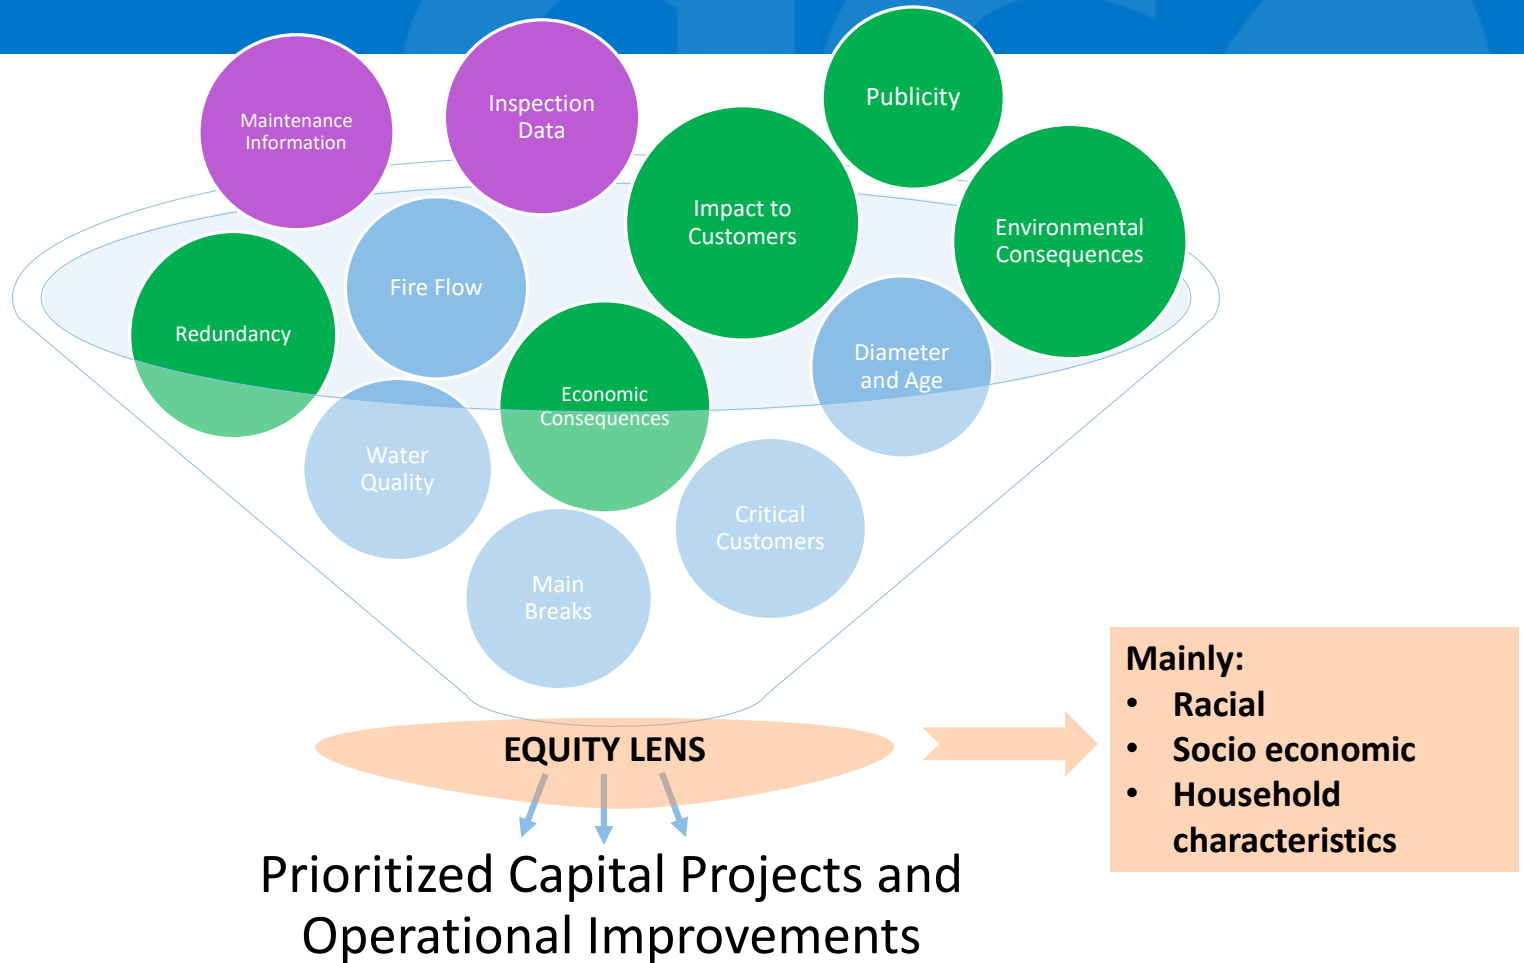 Maintenance
Information
Inspection
Data
Publicity
Impact to
Customers
Environmental
Consequences
Fire Flow
Redundancy
Diameter
and Age
Economic
Consequences
Water
Quality
Critical
Customers
Main
Breaks
EQUITY LENS
Mainly:
• Racial
• Socio economic
• Household
characteristics
Prioritized Capital Projects and
Operational Improvements